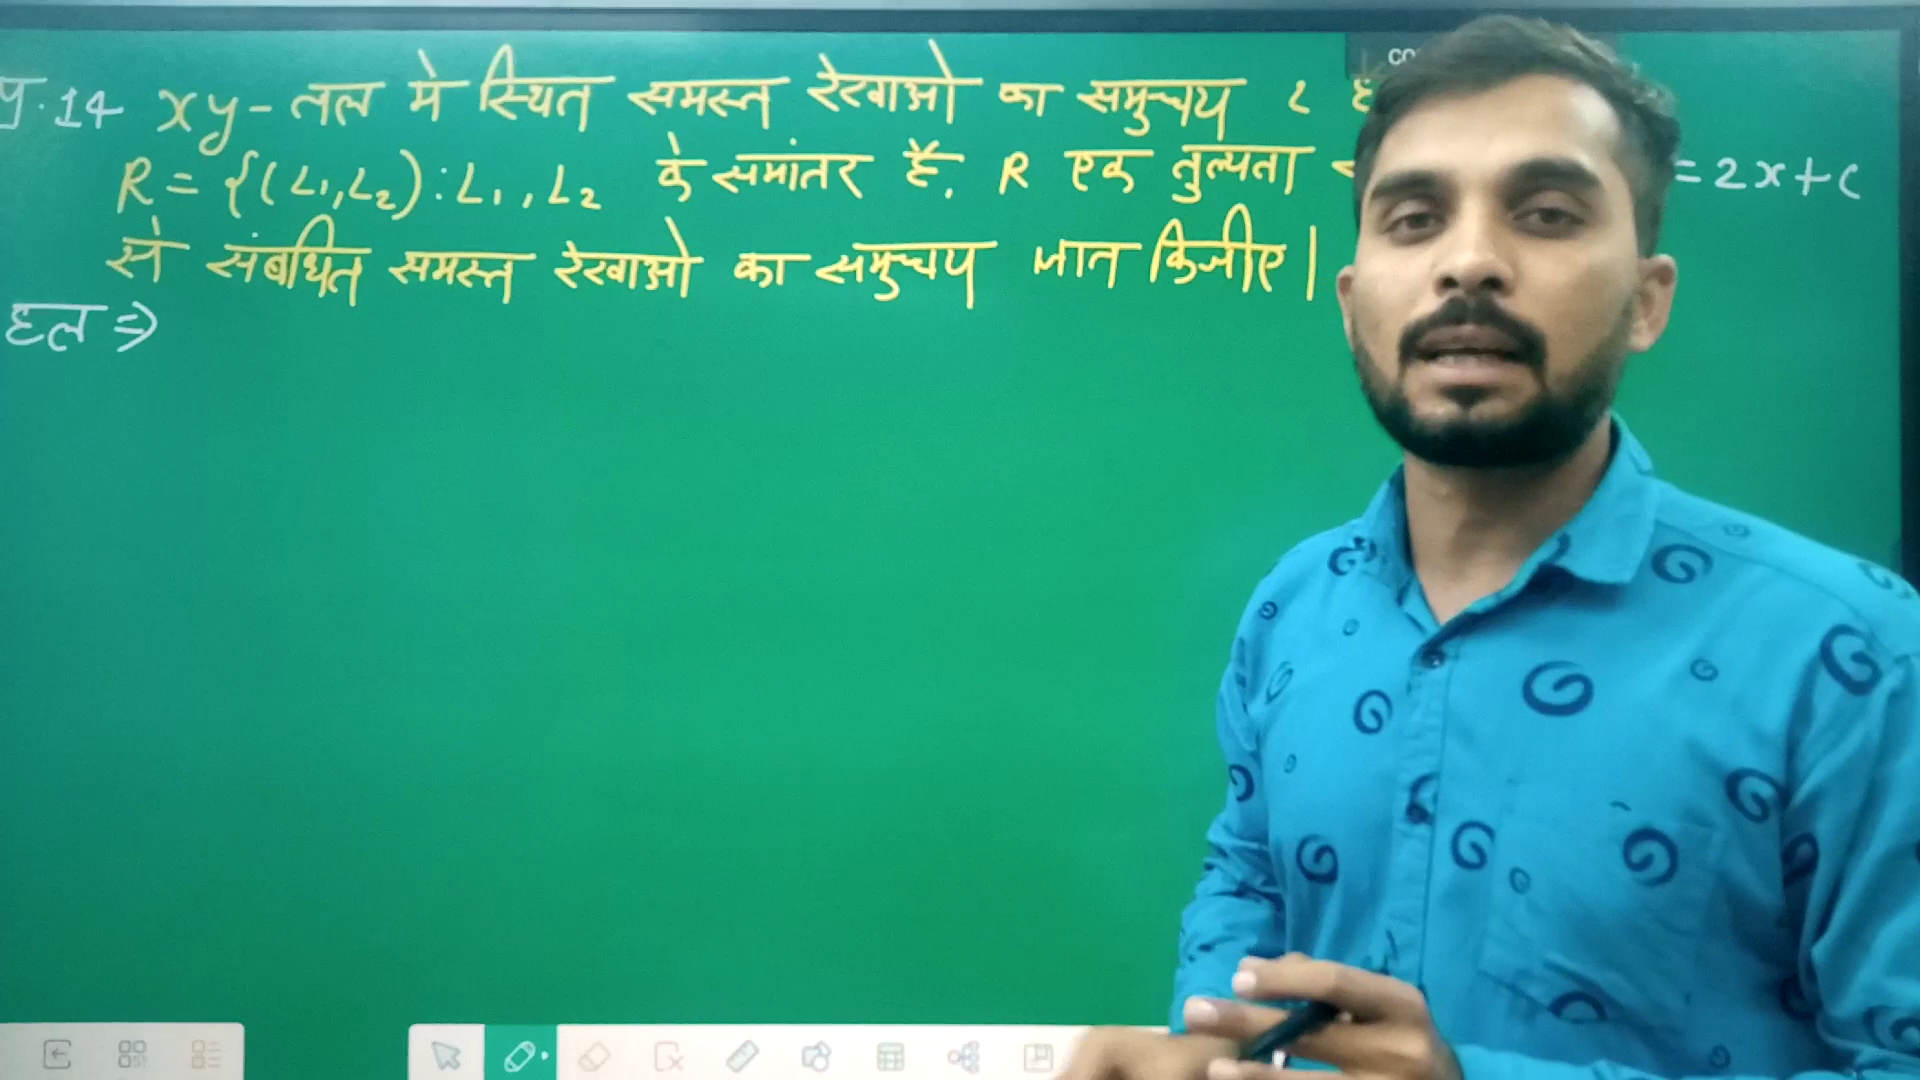 पृ.14 xy-तल मे स्थित समस्त रेखाओ का समुच्चय L
R = {(L₁,L₂):L₁,L₂ के समांतर है. R एक तुल्यता =2x+c
से संबंधित समस्त रेखाओ का समुच्चय ज्ञात किजीए।
हल ⇒